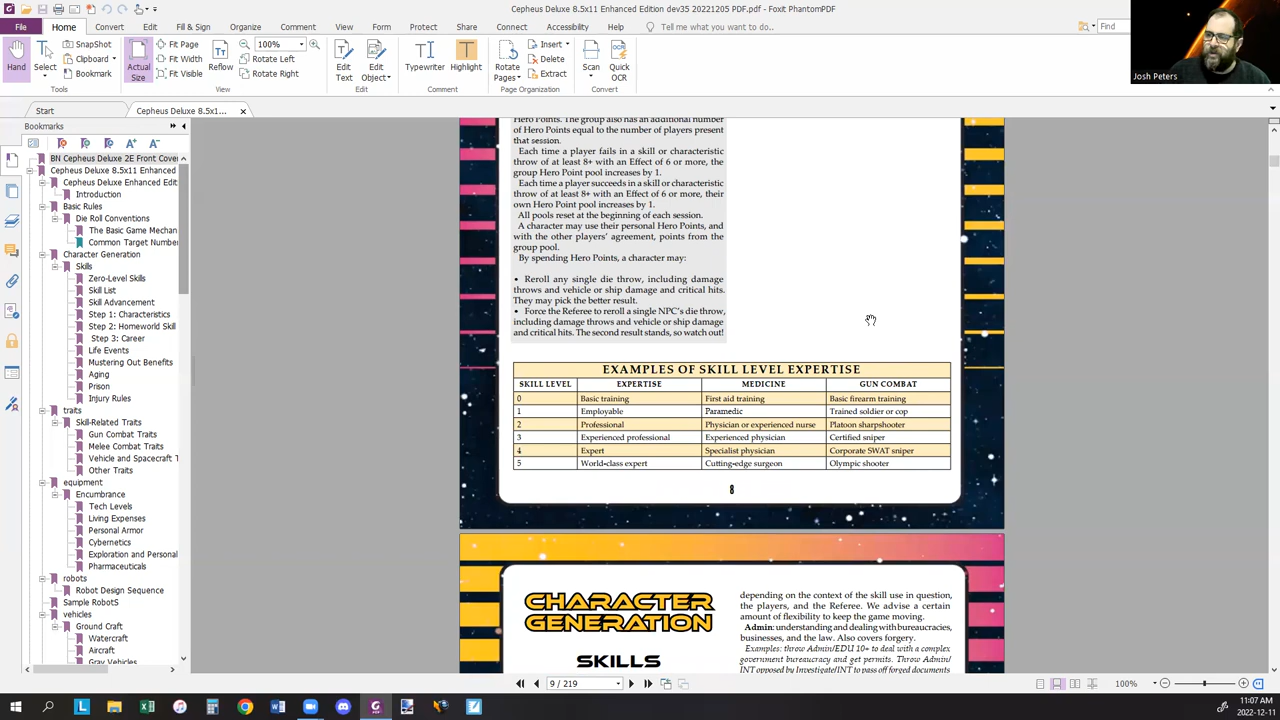 Cepheus Deluxe 8.5x11 Enhanced Edition dev35 20221205 PDF.pdf - Foxit PhantomPDF
File
Home
Convert
Edit
Fill & Sign
Organize
Comment
View
Form
Protect
Share
Connect
Accessibility
Help
Tell me what you want to do...
Find
Hand
Select
SnapShot
Clipboard
Bookmark
Tools
Actual Size
Fit Page
Fit Width
Fit Visible
Reflow
100%
Rotate Left
Rotate Right
View
Edit Text
Edit Object
Edit
Typewriter
Highlight
Comment
Rotate Pages
Insert
Delete
Extract
Page Organization
Scan
Quick OCR
Convert
Josh Peters
Start
Cepheus Deluxe 8.5x11...
Bookmarks
BN Cepheus Deluxe 2E Front Cover
Cepheus Deluxe 8.5x11 Enhanced
Cepheus Deluxe Enhanced Edit
Introduction
Basic Rules
Die Roll Conventions
The Basic Game Mechan
Common Target Number
Character Generation
Skills
Zero-Level Skills
Skill List
Skill Advancement
Step 1: Characteristics
Step 2: Homeworld Skill
Step 3: Career
Life Events
Mustering Out Benefits
Aging
Prison
Injury Rules
traits
Skill-Related Traits
Gun Combat Traits
Melee Combat Traits
Vehicle and Spacecraft T
Other Traits
equipment
Encumbrance
Tech Levels
Living Expenses
Personal Armor
Cybernetics
Exploration and Personal
Pharmaceuticals
robots
Robot Design Sequence
Sample RobotS
vehicles
Ground Craft
Watercraft
Aircraft
Grav Vehicles
Hero Points. The group also has an additional number
of Hero Points equal to the number of players present
that session.
Each time a player fails in a skill or characteristic
throw of at least 8+ with an Effect of 6 or more, the
group Hero Point pool increases by 1.
Each time a player succeeds in a skill or characteristic
throw of at least 8+ with an Effect of 6 or more, their
own Hero Point pool increases by 1.
All pools reset at the beginning of each session.
A character may use their personal Hero Points, and
with the other players' agreement, points from the
group pool.
By spending Hero Points, a character may:
• Reroll any single die throw, including damage
throws and vehicle or ship damage and critical hits.
They may pick the better result.
• Force the Referee to reroll a single NPC's die throw,
including damage throws and vehicle or ship damage
and critical hits. The second result stands, so watch out!
EXAMPLES OF SKILL LEVEL EXPERTISE
SKILL LEVEL EXPERTISE MEDICINE GUN COMBAT
0 Basic training First aid training Basic firearm training
1 Employable Paramedic Trained soldier or cop
2 Professional Physician or experienced nurse Platoon sharpshooter
3 Experienced professional Experienced physician Certified sniper
4 Expert Specialist physician Corporate SWAT sniper
5 World-class expert Cutting-edge surgeon Olympic shooter
8
CHARACTER
GENERATION
SKILLS
depending on the context of the skill use in question,
the players, and the Referee. We advise a certain
amount of flexibility to keep the game moving.
Admin: understanding and dealing with bureaucracies,
businesses, and the law. Also covers forgery.
Examples: throw Admin/EDU 10+ to deal with a complex
government bureaucracy and get permits. Throw Admin/
INT opposed by Investigate/INT to pass off forged documents
9 / 219
100%
11:07 AM
2022-12-11